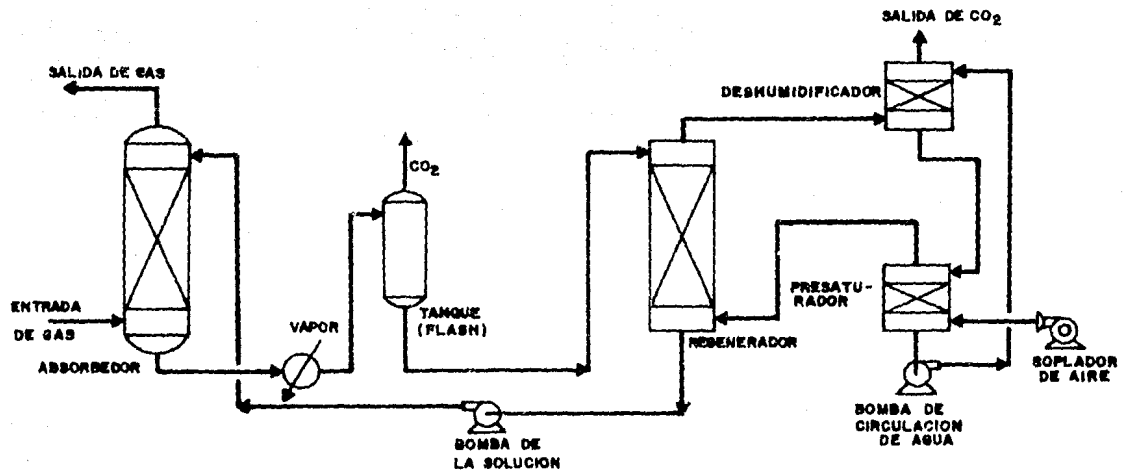 SALIDA DE CO2
SALIDA DE GAS
DESHUMIDIFICADOR
CO2
ENTRADA
DE GAS
ABSORBEDOR
VAPOR
TANQUE
(FLASH)
REGENERADOR
PRESATU-
RADOR
SOPLADOR
DE AIRE
BOMBA DE
LA SOLUCION
BOMBA DE
CIRCULACION
DE AGUA